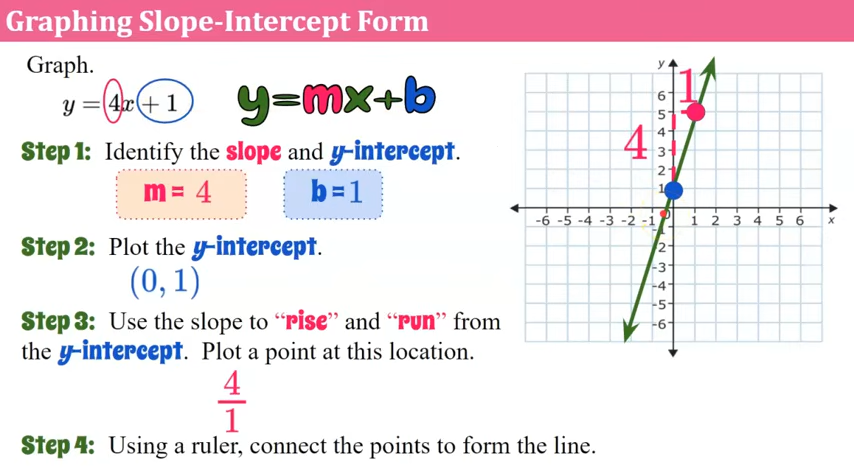 Graphing Slope-Intercept Form
Graph.
y = 4x + 1
y=mx+b
Step 1: Identify the slope and y-intercept.
m = 4
b = 1
Step 2: Plot the y-intercept.
(0, 1)
Step 3: Use the slope to “rise” and “run” from
the y-intercept. Plot a point at this location.
4
1
Step 4: Using a ruler, connect the points to form the line.
y
1
4
6
5
4
3
2
1
-6 -5 -4 -3 -2 -1 0 1 2 3 4 5 6 x
-1
-2
-3
-4
-5
-6